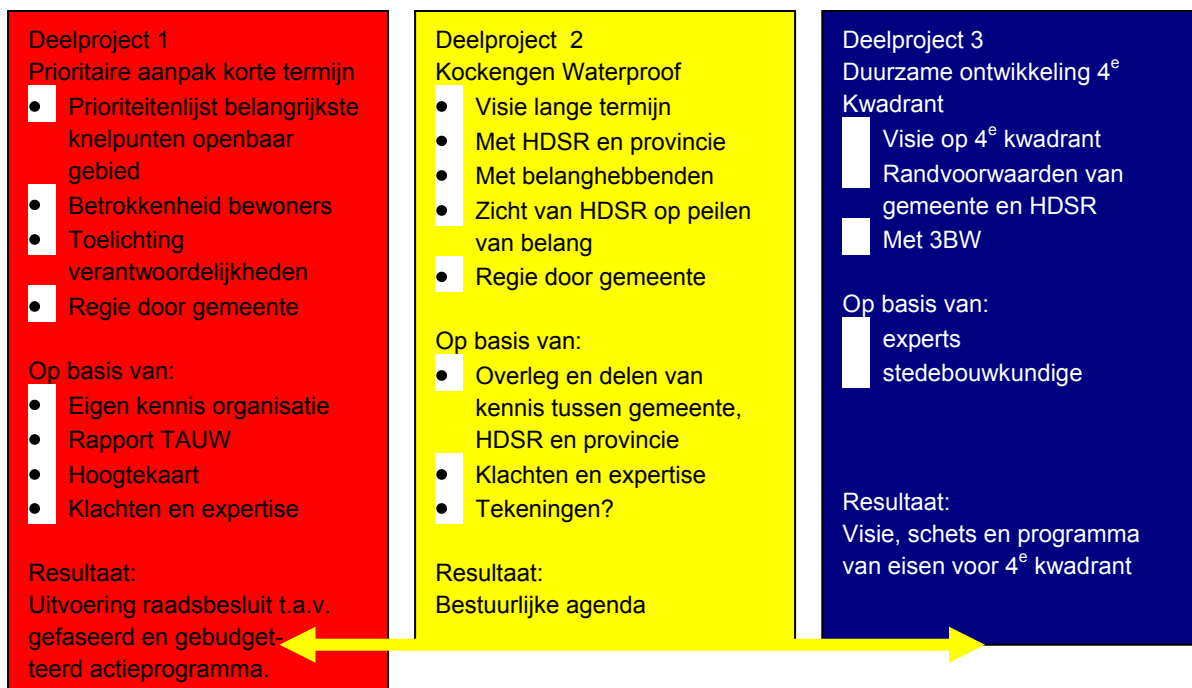 Deelproject 1
Prioritaire aanpak korte termijn
• Prioriteitenlijst belangrijkste
knelpunten openbaar
gebied
• Betrokkenheid bewoners
• Toelichting
verantwoordelijkheden
• Regie door gemeente
Op basis van:
• Eigen kennis organisatie
• Rapport TAUW
• Hoogtekaart
• Klachten en expertise
Resultaat:
Uitvoering raadsbesluit t.a.v.
gefaseerd en gebudget-
teerd actieprogramma.
Deelproject 2
Kockengen Waterproof
• Visie lange termijn
• Met HDSR en provincie
• Met belanghebbenden
• Zicht van HDSR op peilen
van belang
• Regie door gemeente
Op basis van:
• Overleg en delen van
kennis tussen gemeente,
HDSR en provincie
• Klachten en expertise
• Tekeningen?
Resultaat:
Bestuurlijke agenda
Deelproject 3
Duurzame ontwikkeling 4e
Kwadrant
Visie op 4e kwadrant
Randvoorwaarden van
gemeente en HDSR
Met 3BW
Op basis van:
experts
stedebouwkundige
Resultaat:
Visie, schets en programma
van eisen voor 4e kwadrant